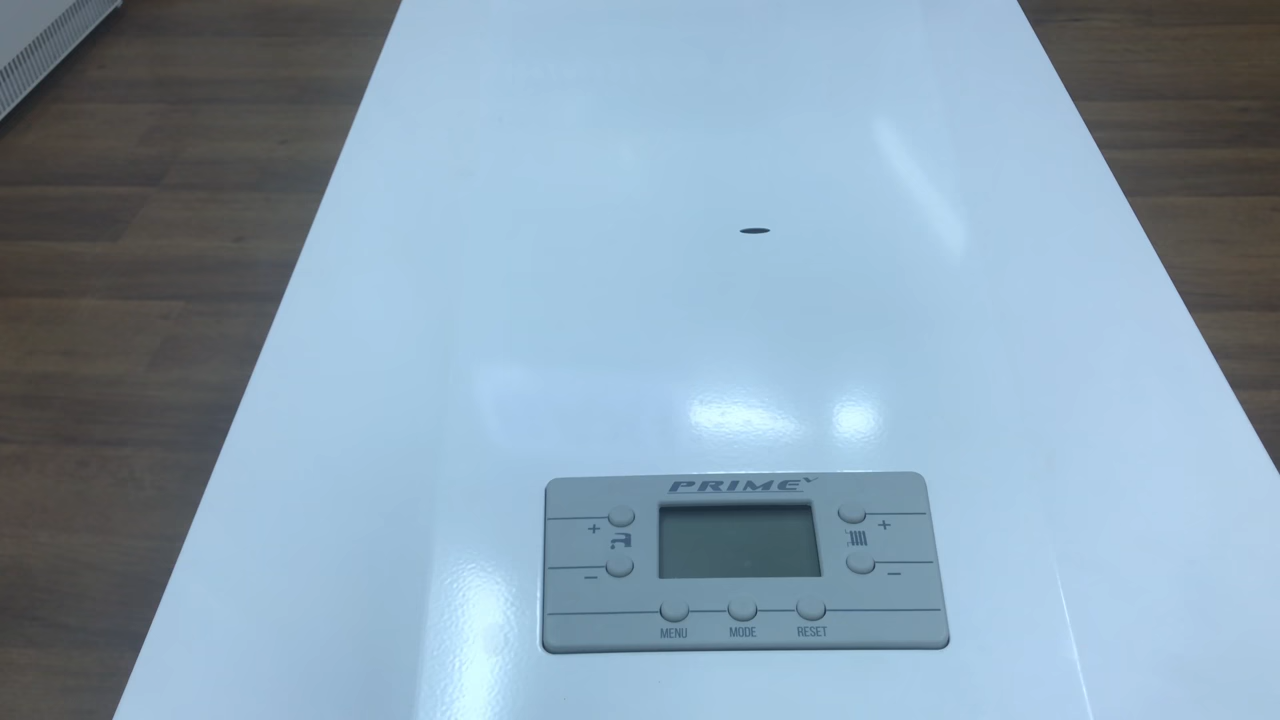 PRIME
+
+
−
−
MENU MODE RESET